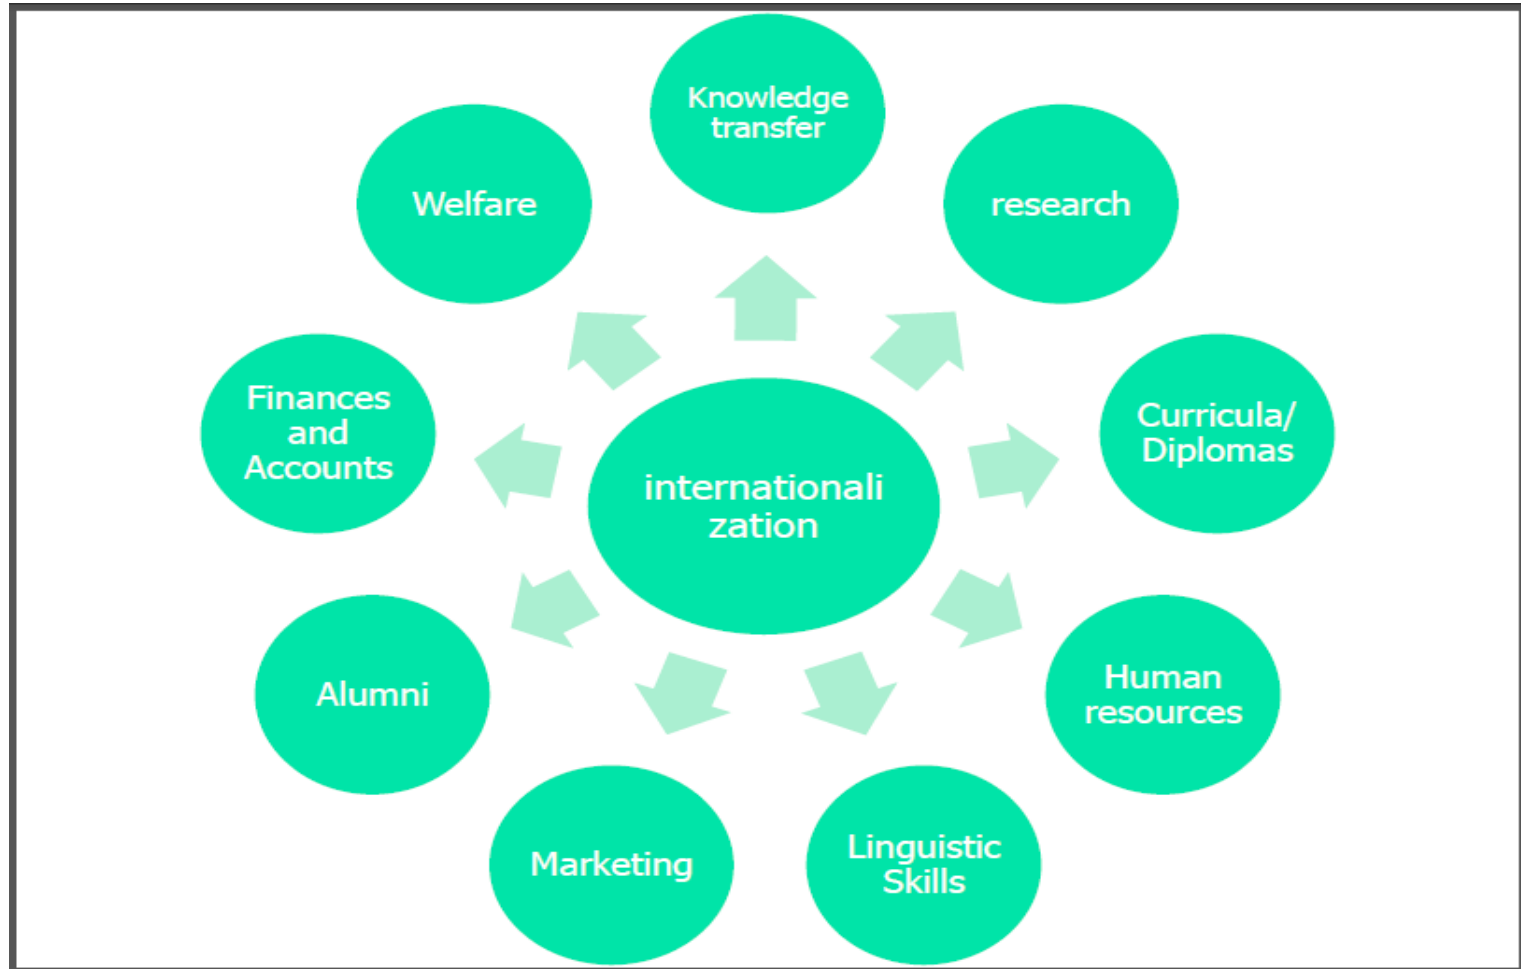 Knowledge
transfer
research
Curricula/
Diplomas
Human
resources
Linguistic
Skills
Marketing
Alumni
Finances
and
Accounts
Welfare
internationali
zation